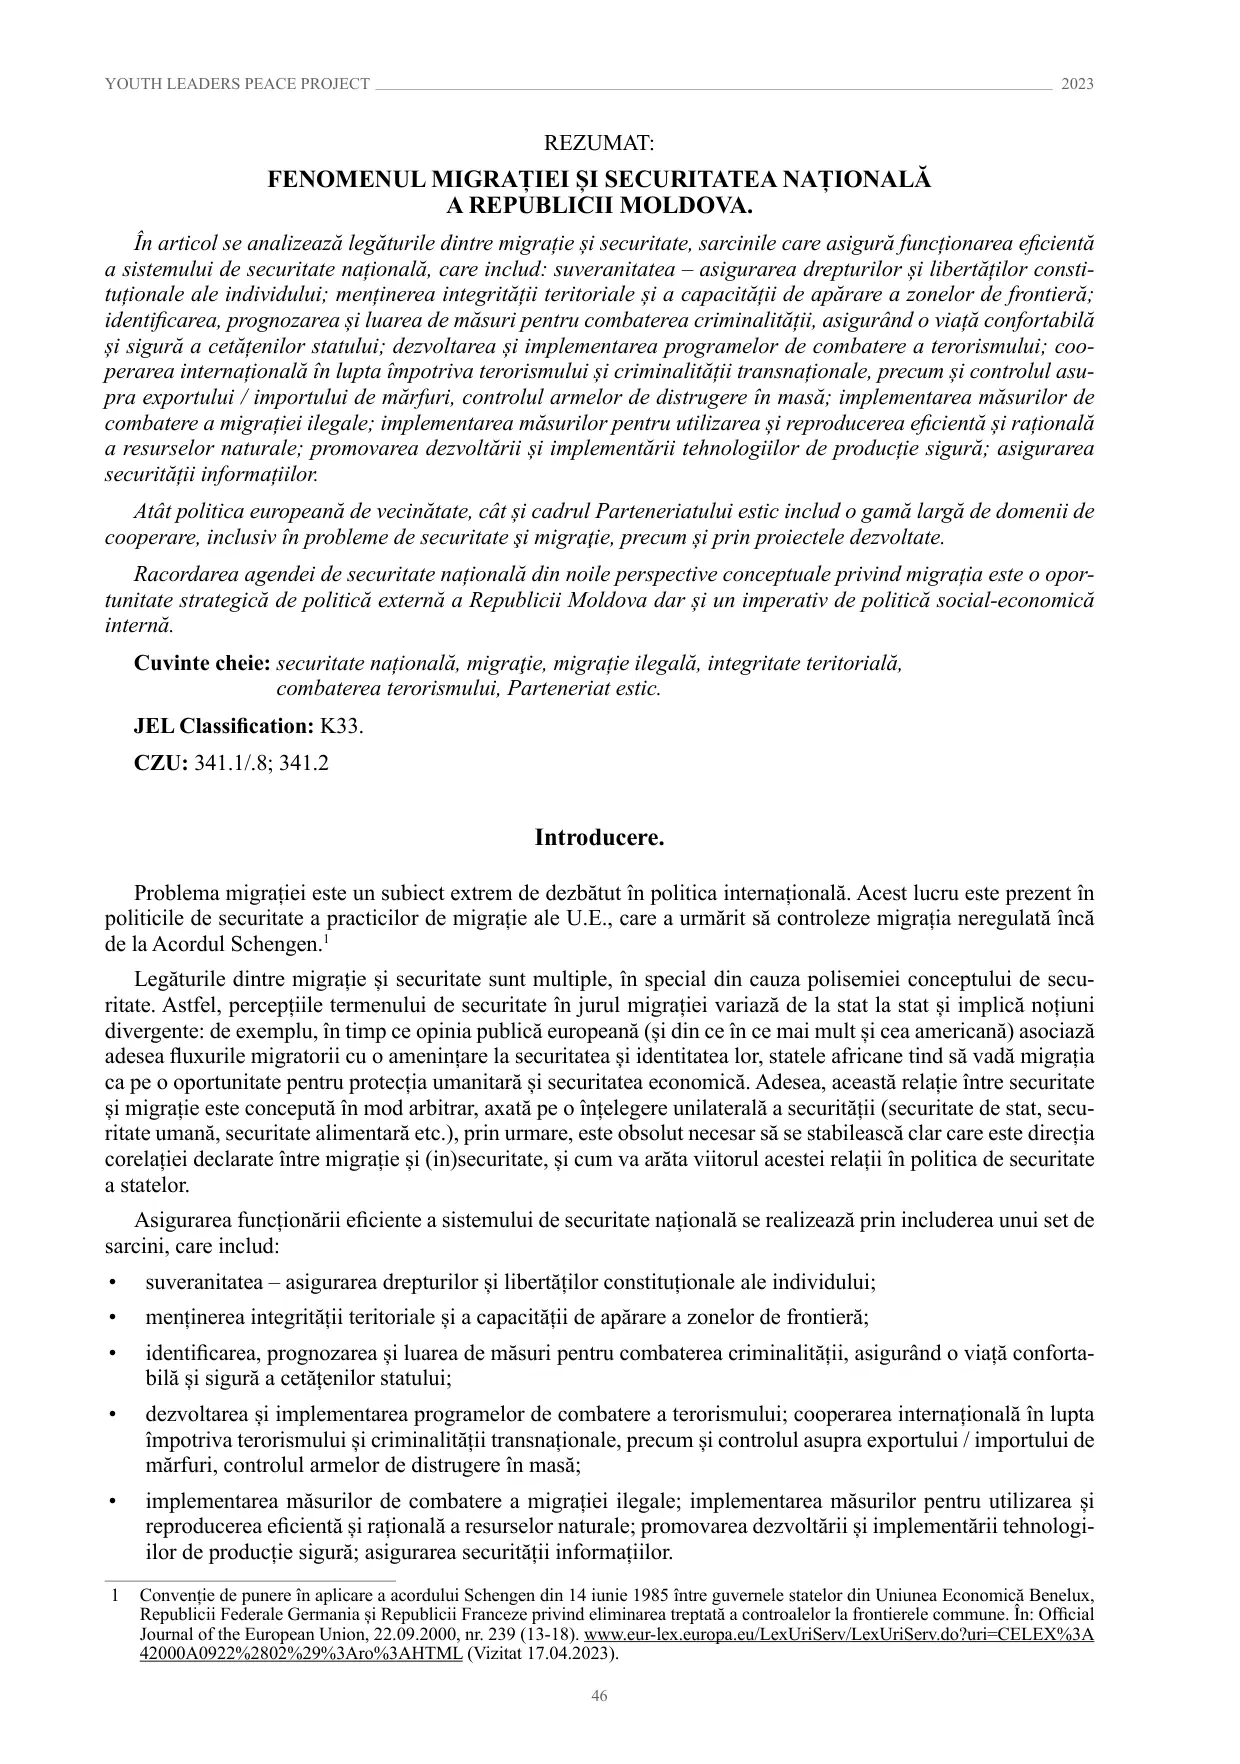 YOUTH LEADERS PEACE PROJECT 2023
REZUMAT:
FENOMENUL MIGRAȚIEI ȘI SECURITATEA NAȚIONALĂ
A REPUBLICII MOLDOVA.
În articol se analizează legăturile dintre migrație și securitate, sarcinile care asigură funcționarea eficientă
a sistemului de securitate națională, care includ: suveranitatea – asigurarea drepturilor și libertăților consti-
tuționale ale individului; menținerea integrității teritoriale și a capacității de apărare a zonelor de frontieră;
identificarea, prognozarea și luarea de măsuri pentru combaterea criminalității, asigurând o viață confortabilă
și sigură a cetățenilor statului; dezvoltarea și implementarea programelor de combatere a terorismului; coo-
perarea internațională în lupta împotriva terorismului și criminalității transnaționale, precum și controlul asu-
pra exportului / importului de mărfuri, controlul armelor de distrugere în masă; implementarea măsurilor de
combatere a migrației ilegale; implementarea măsurilor pentru utilizarea și reproducerea eficientă și rațională
a resurselor naturale; promovarea dezvoltării și implementării tehnologiilor de producție sigură; asigurarea
securității informațiilor.
Atât politica europeană de vecinătate, cât și cadrul Parteneriatului estic includ o gamă largă de domenii de
cooperare, inclusiv în probleme de securitate şi migraţie, precum și prin proiectele dezvoltate.
Racordarea agendei de securitate națională din noile perspective conceptuale privind migrația este o opor-
tunitate strategică de politică externă a Republicii Moldova dar și un imperativ de politică social-economică
internă.
Cuvinte cheie: securitate națională, migraţie, migrație ilegală, integritate teritorială,
combaterea terorismului, Parteneriat estic.
JEL Classification: K33.
CZU: 341.1/.8; 341.2
Introducere.
Problema migrației este un subiect extrem de dezbătut în politica internațională. Acest lucru este prezent în
politicile de securitate a practicilor de migrație ale U.E., care a urmărit să controleze migrația neregulată încă
de la Acordul Schengen.1
Legăturile dintre migrație și securitate sunt multiple, în special din cauza polisemiei conceptului de secu-
ritate. Astfel, percepțiile termenului de securitate în jurul migrației variază de la stat la stat și implică noțiuni
divergente: de exemplu, în timp ce opinia publică europeană (și din ce în ce mai mult și cea americană) asociază
adesea fluxurile migratorii cu o amenințare la securitatea și identitatea lor, statele africane tind să vadă migrația
ca pe o oportunitate pentru protecția umanitară și securitatea economică. Adesea, această relație între securitate
și migrație este concepută în mod arbitrar, axată pe o înțelegere unilaterală a securității (securitate de stat, secu-
ritate umană, securitate alimentară etc.), prin urmare, este obsolut necesar să se stabilească clar care este direcția
corelației declarate între migrație și (in)securitate, și cum va arăta viitorul acestei relații în politica de securitate
a statelor.
Asigurarea funcționării eficiente a sistemului de securitate națională se realizează prin includerea unui set de
sarcini, care includ:
• suveranitatea – asigurarea drepturilor și libertăților constituționale ale individului;
• menținerea integrității teritoriale și a capacității de apărare a zonelor de frontieră;
• identificarea, prognozarea și luarea de măsuri pentru combaterea criminalității, asigurând o viață conforta-
bilă și sigură a cetățenilor statului;
• dezvoltarea și implementarea programelor de combatere a terorismului; cooperarea internațională în lupta
împotriva terorismului și criminalității transnaționale, precum și controlul asupra exportului / importului de
mărfuri, controlul armelor de distrugere în masă;
• implementarea măsurilor de combatere a migrației ilegale; implementarea măsurilor pentru utilizarea și
reproducerea eficientă și rațională a resurselor naturale; promovarea dezvoltării și implementării tehnologi-
ilor de producție sigură; asigurarea securității informațiilor.
1 Convenție de punere în aplicare a acordului Schengen din 14 iunie 1985 între guvernele statelor din Uniunea Economică Benelux,
Republicii Federale Germania și Republicii Franceze privind eliminarea treptată a controalelor la frontierele commune. În: Official
Journal of the European Union, 22.09.2000, nr. 239 (13-18). www.eur-lex.europa.eu/LexUriServ/LexUriServ.do?uri=CELEX%3A
42000A0922%2802%29%3Aro%3AHTML (Vizitat 17.04.2023).
46